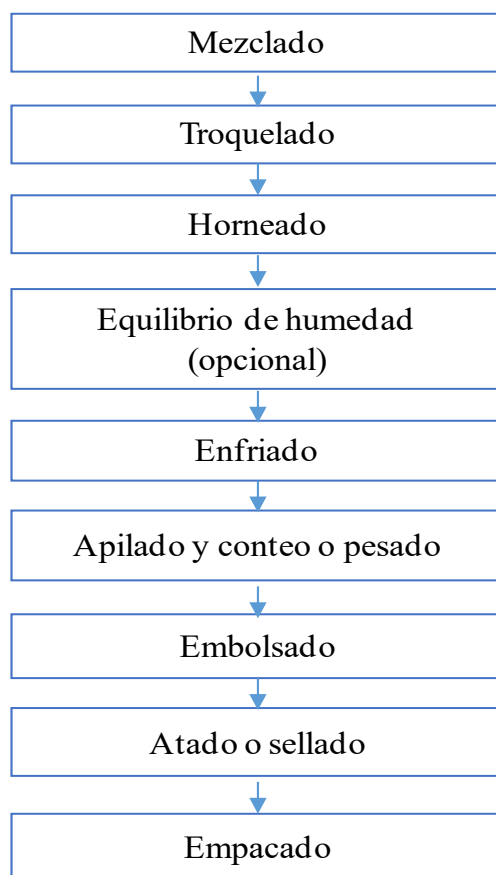 Mezclado
Troquelado
Horneado
Equilibrio de humedad
(opcional)
Enfriado
Apilado y conteo o pesado
Embolsado
Atado o sellado
Empacado